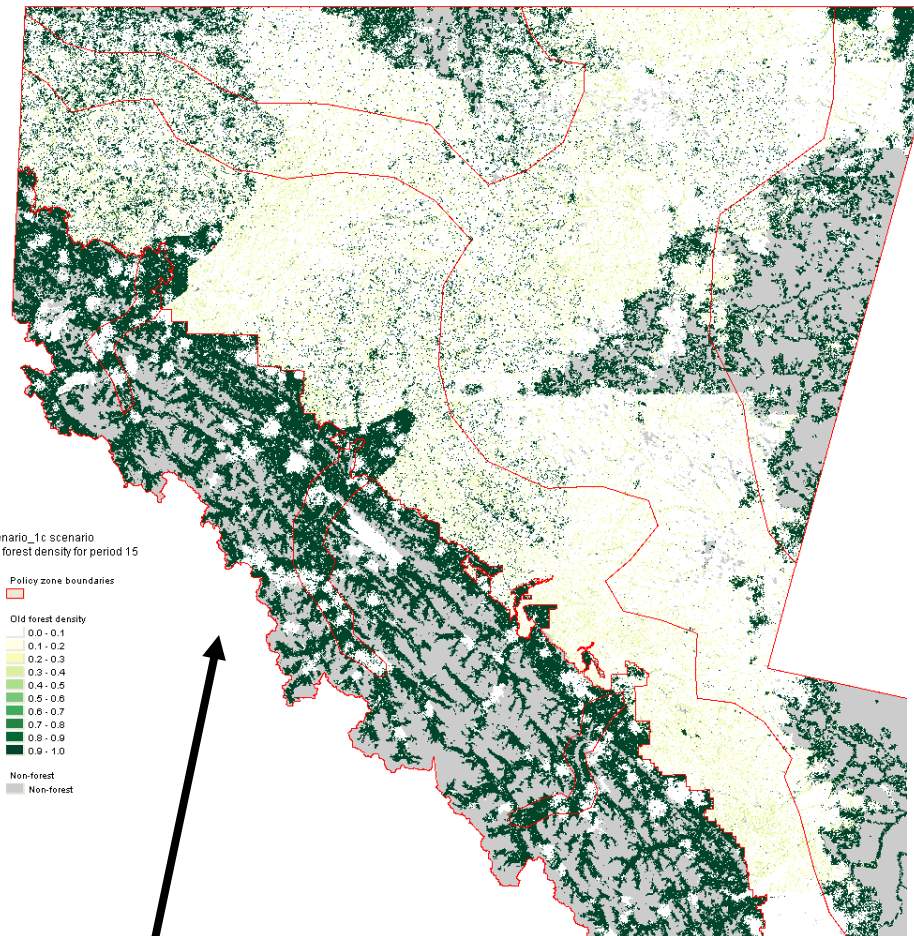 enario_1c scenario
forest density for period 15
Policy zone boundaries
Old forest density
0.0 - 0.1
0.1 - 0.2
0.2 - 0.3
0.3 - 0.4
0.4 - 0.5
0.5 - 0.6
0.6 - 0.7
0.7 - 0.8
0.8 - 0.9
0.9 - 1.0
Non-forest
Non-forest